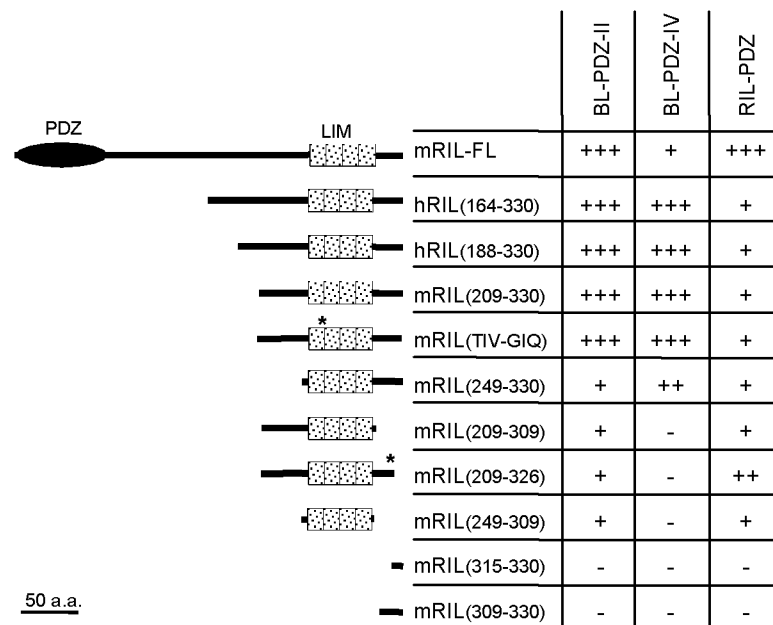 BL-PDZ-II BL-PDZ-IV RIL-PDZ
PDZ LIM
mRIL-FL +++ + +++
hRIL(164-330) +++ +++ +
hRIL(188-330) +++ +++ +
mRIL(209-330) +++ +++ +
*
mRIL(TIV-GIQ) +++ +++ +
mRIL(249-330) + ++ +
mRIL(209-309) + - +
*
mRIL(209-326) + - ++
mRIL(249-309) + - +
mRIL(315-330) - - -
50 a.a.
mRIL(309-330) - - -